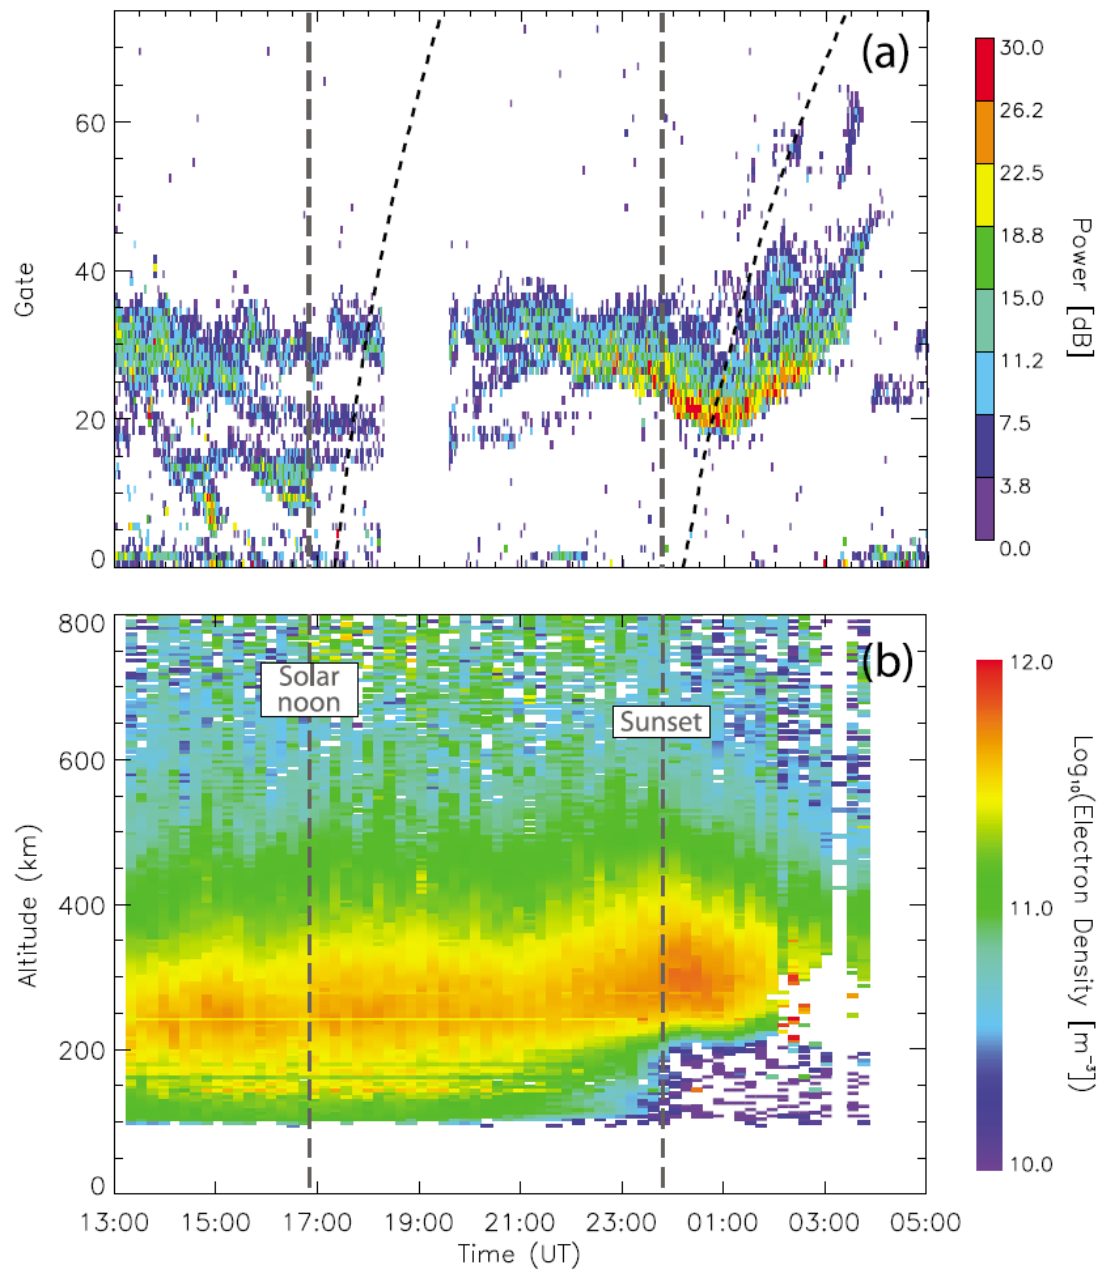 (a)
60
40
20
0
Gate
30.0
26.2
22.5
18.8
15.0
11.2
7.5
3.8
0.0
Power [dB]
(b)
800
600
400
200
0
Altitude (km)
Solar
noon
Sunset
12.0
11.0
10.0
Log₁₀(Electron Density [m⁻³])
13:00 15:00 17:00 19:00 21:00 23:00 01:00 03:00 05:00
Time (UT)